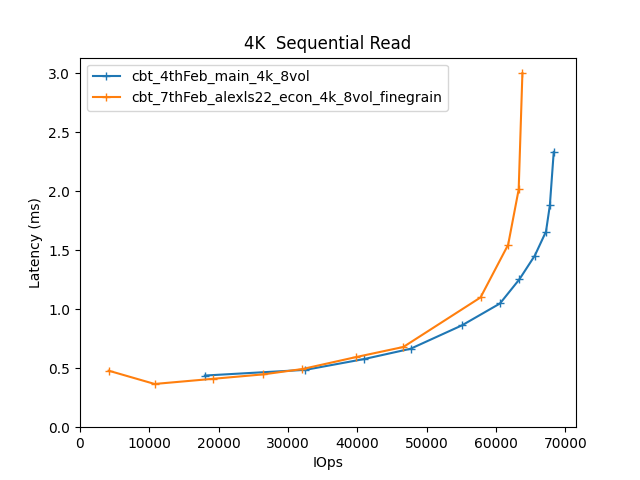 4K  Sequential Read
cbt_4thFeb_main_4k_8vol
cbt_7thFeb_alexls22_econ_4k_8vol_finegrain
3.0
2.5
2.0
1.5
1.0
0.5
0.0
Latency (ms)
0 10000 20000 30000 40000 50000 60000 70000
IOps